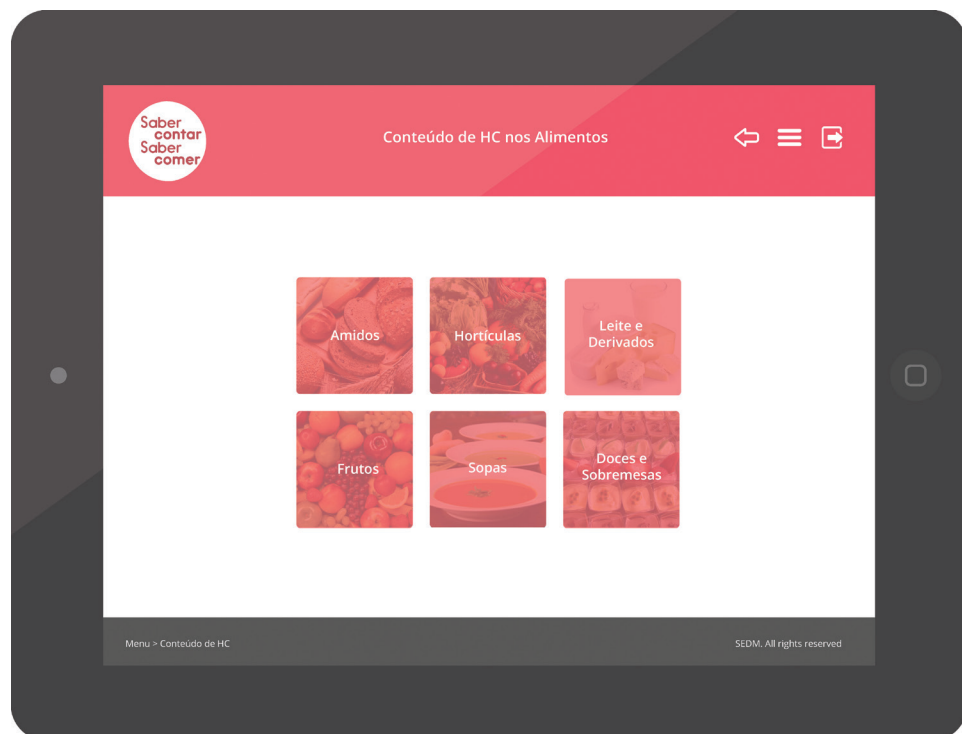 Saber
contar
Saber
comer
Conteúdo de HC nos Alimentos
Amidos
Hortículas
Leite e
Derivados
Frutos
Sopas
Doces e
Sobremesas
Menu > Conteúdo de HC
SEDM. All rights reserved